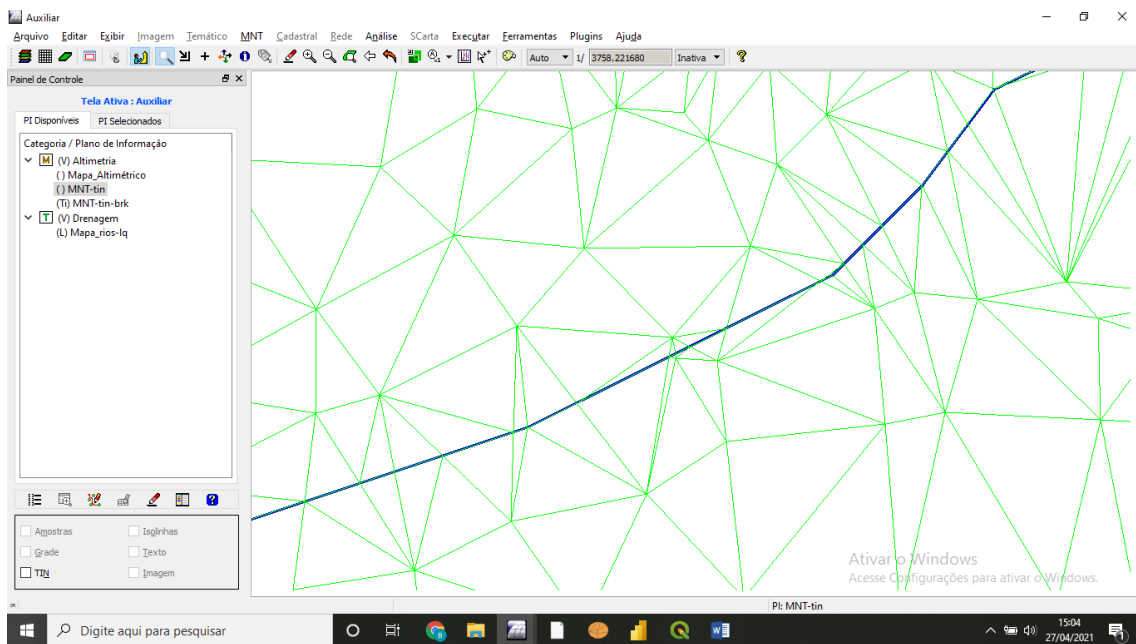 Auxiliar
Arquivo Editar Exibir Imagem Temático MNT Cadastral Rede Análise SCarta Executar Ferramentas Plugins Ajuda
Auto 1/ 3758.221680 Inativa
Painel de Controle
Tela Ativa : Auxiliar
PI Disponíveis PI Selecionados
Categoria / Plano de Informação
M (V) Altimetria
( ) Mapa_Altimétrico
( ) MNT-tin
(Ti) MNT-tin-brk
T (V) Drenagem
(L) Mapa_rios-lq
Amostras Isolinhas
Grade Texto
TIN Imagem
Ativar o Windows
Acesse Configurações para ativar o Windows.
PI: MNT-tin
Digite aqui para pesquisar
15:04
27/04/2021